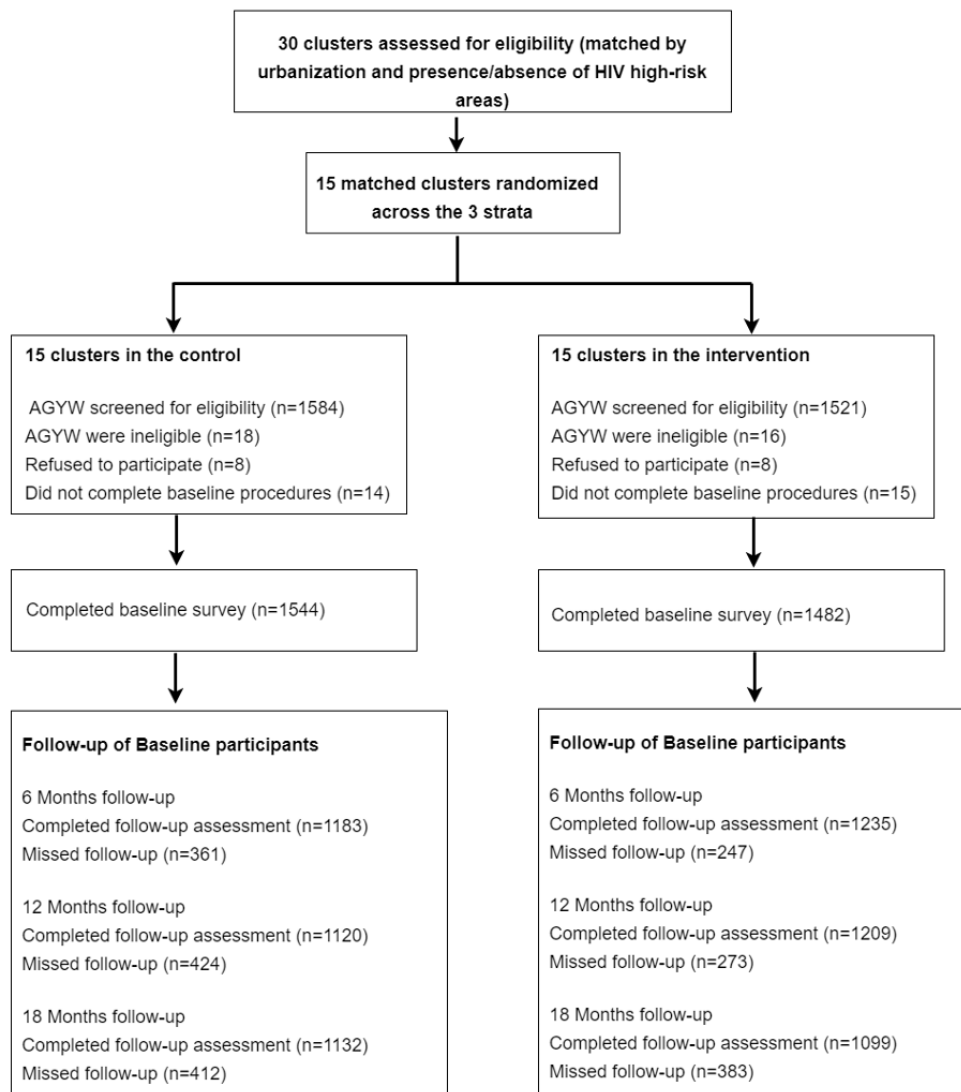 30 clusters assessed for eligibility (matched by
urbanization and presence/absence of HIV high-risk
areas)
15 matched clusters randomized
across the 3 strata
15 clusters in the control
AGYW screened for eligibility (n=1584)
AGYW were ineligible (n=18)
Refused to participate (n=8)
Did not complete baseline procedures (n=14)
15 clusters in the intervention
AGYW screened for eligibility (n=1521)
AGYW were ineligible (n=16)
Refused to participate (n=8)
Did not complete baseline procedures (n=15)
Completed baseline survey (n=1544)
Completed baseline survey (n=1482)
Follow-up of Baseline participants
6 Months follow-up
Completed follow-up assessment (n=1183)
Missed follow-up (n=361)
12 Months follow-up
Completed follow-up assessment (n=1120)
Missed follow-up (n=424)
18 Months follow-up
Completed follow-up assessment (n=1132)
Missed follow-up (n=412)
Follow-up of Baseline participants
6 Months follow-up
Completed follow-up assessment (n=1235)
Missed follow-up (n=247)
12 Months follow-up
Completed follow-up assessment (n=1209)
Missed follow-up (n=273)
18 Months follow-up
Completed follow-up assessment (n=1099)
Missed follow-up (n=383)